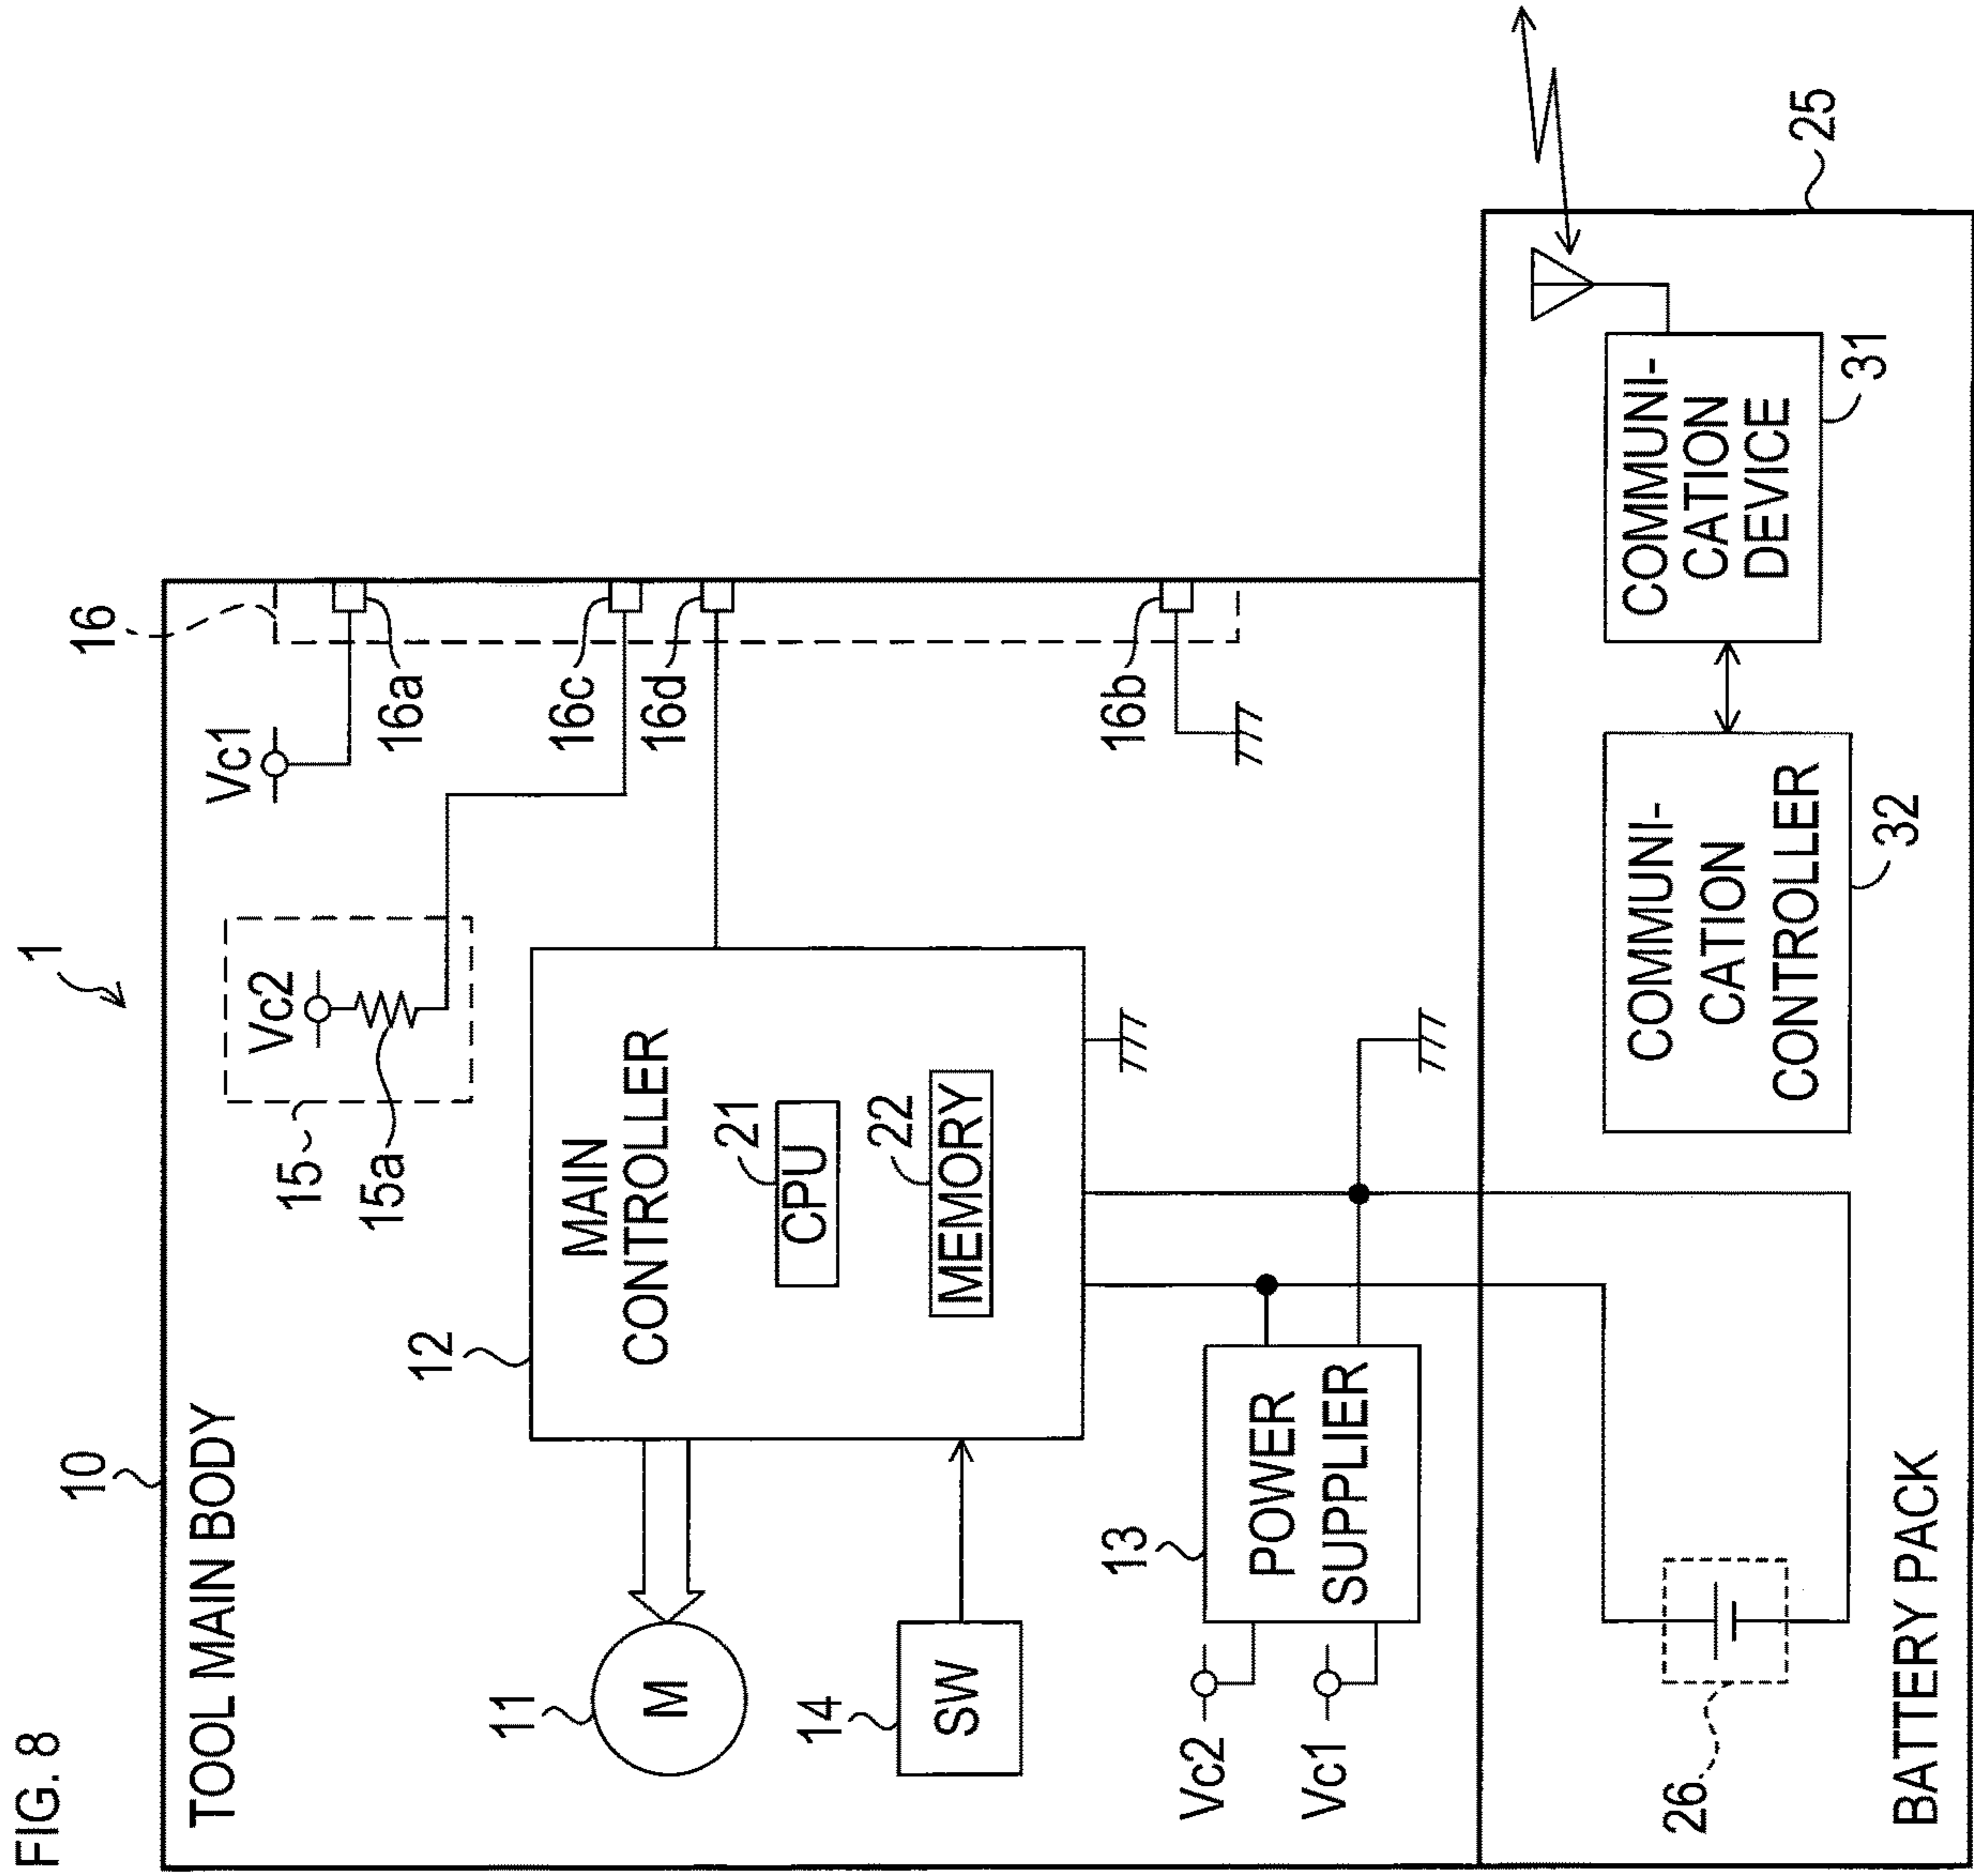 FIG. 8
1
10
TOOL MAIN BODY
Vc1
16
16a
16c
16d
16b
15
Vc2
15a
12
MAIN
CONTROLLER
21
CPU
22
MEMORY
11
M
14
SW
13
POWER
SUPPLIER
Vc2
Vc1
25
COMMUNI-
CATION
DEVICE
31
COMMUNI-
CATION
CONTROLLER
32
26
BATTERY PACK